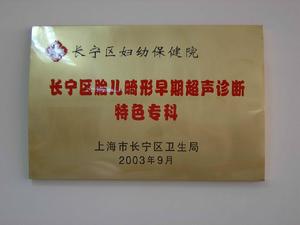 长宁区妇幼保健院
长宁区胎儿畸形早期超声诊断
特色专科
上海市长宁区卫生局
2003年9月